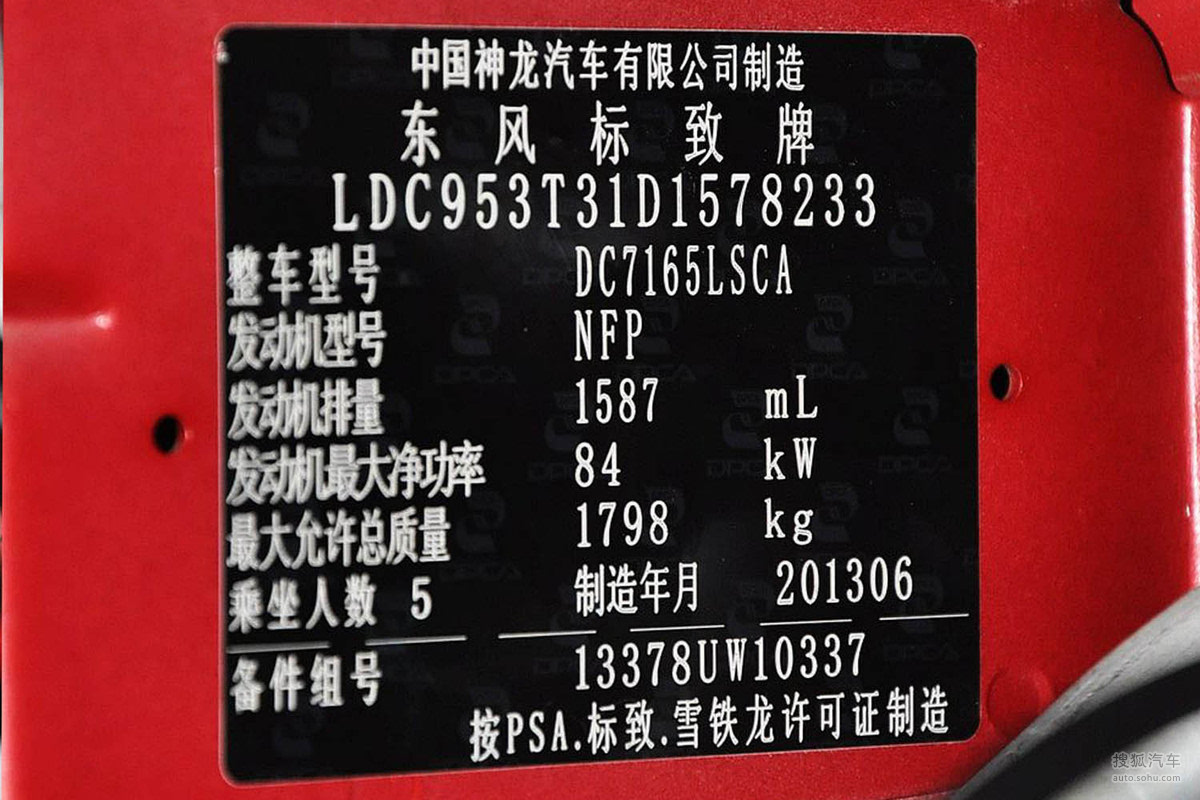 中国神龙汽车有限公司制造
东风标致牌
LDC953T31D1578233
整车型号 DC7165LSCA
发动机型号 NFP
发动机排量 1587 mL
发动机最大净功率 84 kW
最大允许总质量 1798 kg
乘坐人数 5 制造年月 201306
备件组号 13378UW10337
按PSA.标致.雪铁龙许可证制造
DPCA
搜狐汽车
auto.sohu.com